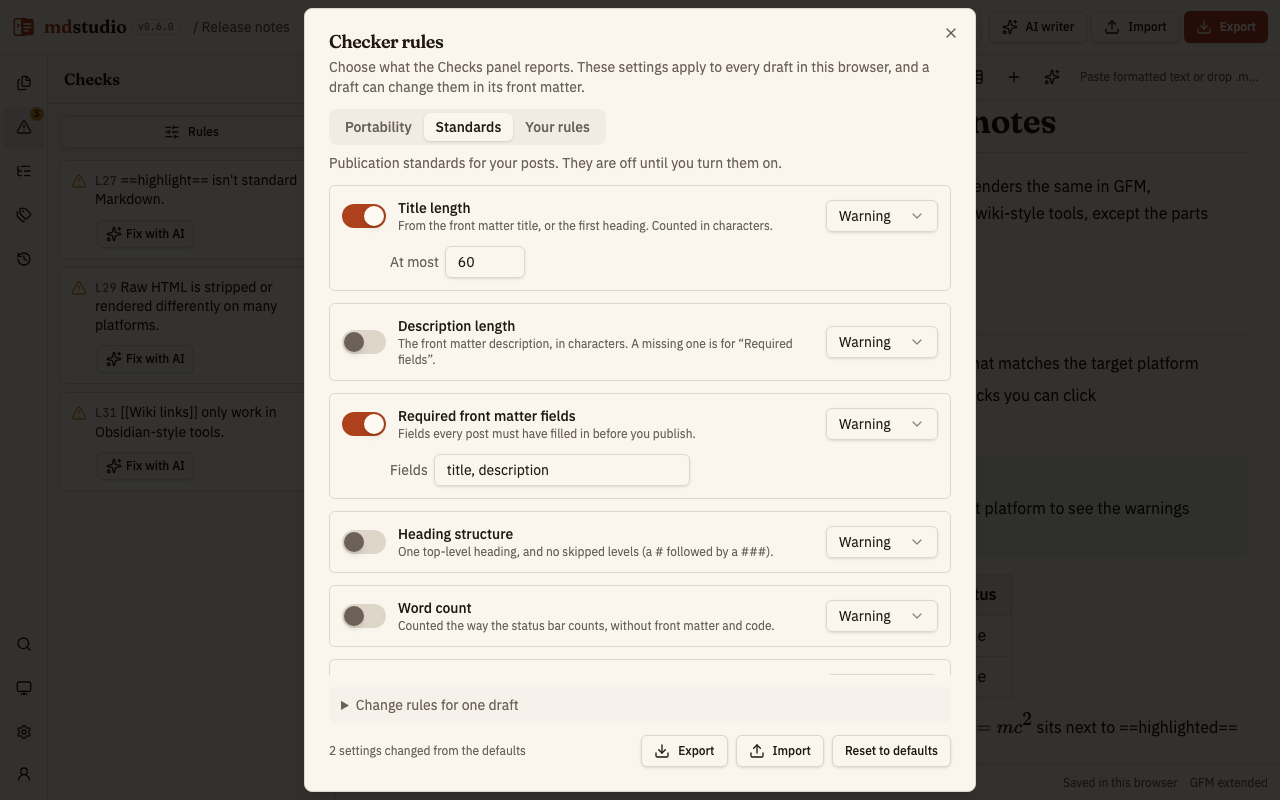 mdstudio v0.6.0 / Release notes
AI writer
Import
Export
Checks
3
Rules
L27 ==highlight== isn't standard
Markdown.
Fix with AI
L29 Raw HTML is stripped or
rendered differently on many
platforms.
Fix with AI
L31 [[Wiki links]] only work in
Obsidian-style tools.
Fix with AI
Checker rules
Choose what the Checks panel reports. These settings apply to every draft in this browser, and a
draft can change them in its front matter.
Portability
Standards
Your rules
Publication standards for your posts. They are off until you turn them on.
Title length
From the front matter title, or the first heading. Counted in characters.
Warning
At most 60
Description length
The front matter description, in characters. A missing one is for “Required
fields”.
Warning
Required front matter fields
Fields every post must have filled in before you publish.
Warning
Fields title, description
Heading structure
One top-level heading, and no skipped levels (a # followed by a ###).
Warning
Word count
Counted the way the status bar counts, without front matter and code.
Warning
Change rules for one draft
2 settings changed from the defaults
Export
Import
Reset to defaults
Paste formatted text or drop .m...
notes
enders the same in GFM,
wiki-style tools, except the parts
hat matches the target platform
cks you can click
t platform to see the warnings
tus
e
e
= mc² sits next to ==highlighted==
Saved in this browser
GFM extended